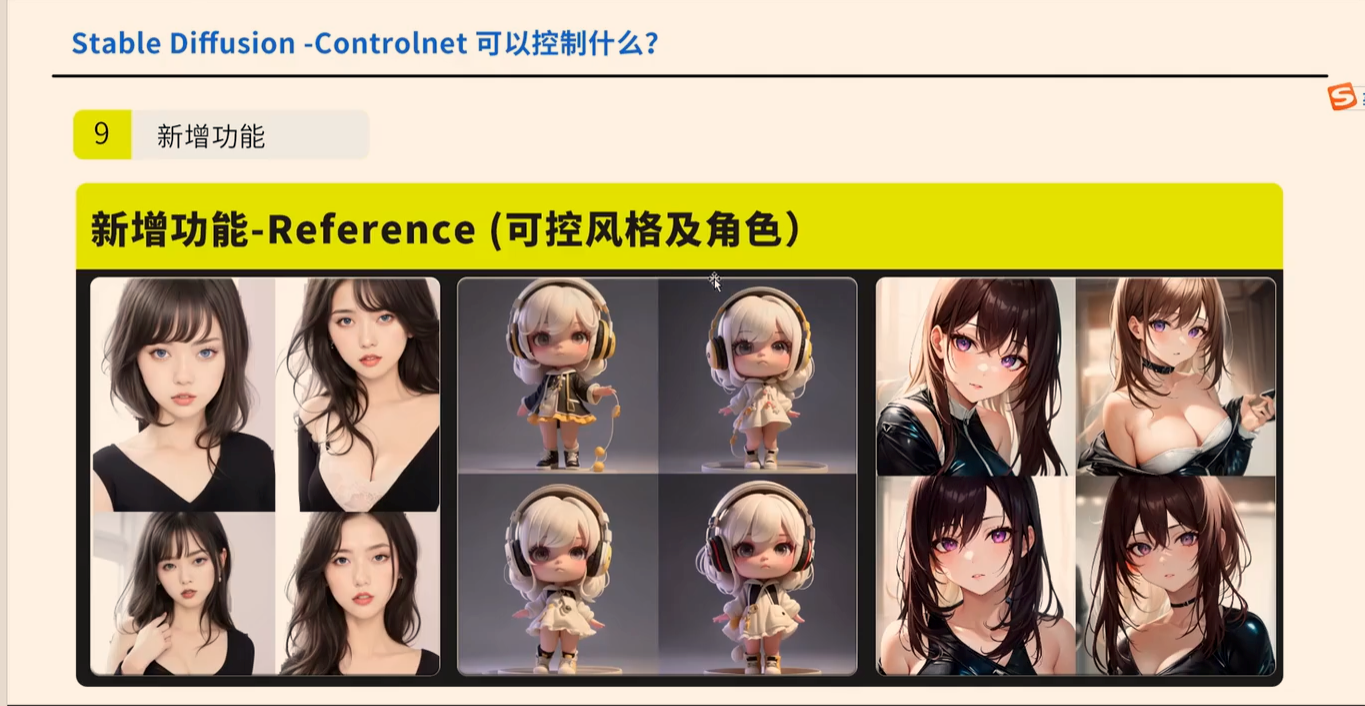 Stable Diffusion -Controlnet 可以控制什么？
9
新增功能
新增功能-Reference (可控风格及角色）
S